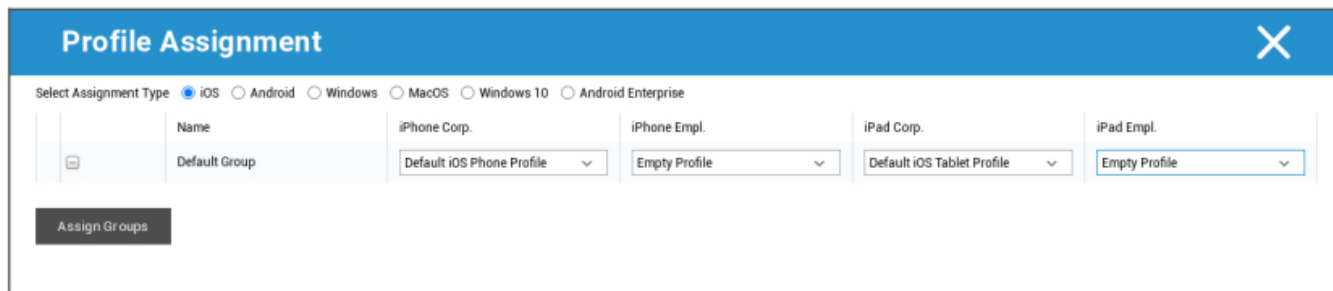 Profile Assignment
Select Assignment Type iOS Android Windows MacOS Windows 10 Android Enterprise
Name iPhone Corp. iPhone Empl. iPad Corp. iPad Empl.
Default Group Default iOS Phone Profile Empty Profile Default iOS Tablet Profile Empty Profile
Assign Groups